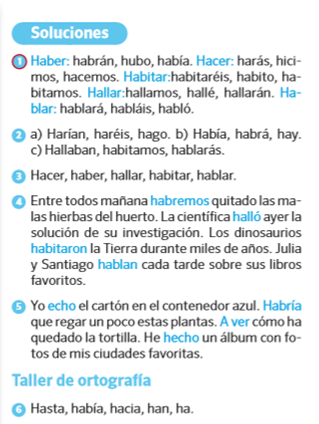 Soluciones
1 Haber: habrán, hubo, había. Hacer: harás, hici-
mos, hacemos. Habitar:habitaréis, habito, ha-
bitamos. Hallar:hallamos, hallé, hallarán. Ha-
blar: hablará, habláis, habló.
2 a) Harían, haréis, hago. b) Había, habrá, hay.
c) Hallaban, habitamos, hablarás.
3 Hacer, haber, hallar, habitar, hablar.
4 Entre todos mañana habremos quitado las ma-
las hierbas del huerto. La científica halló ayer la
solución de su investigación. Los dinosaurios
habitaron la Tierra durante miles de años. Julia
y Santiago hablan cada tarde sobre sus libros
favoritos.
5 Yo echo el cartón en el contenedor azul. Habría
que regar un poco estas plantas. A ver cómo ha
quedado la tortilla. He hecho un álbum con fo-
tos de mis ciudades favoritas.
Taller de ortografía
6 Hasta, había, hacia, han, ha.